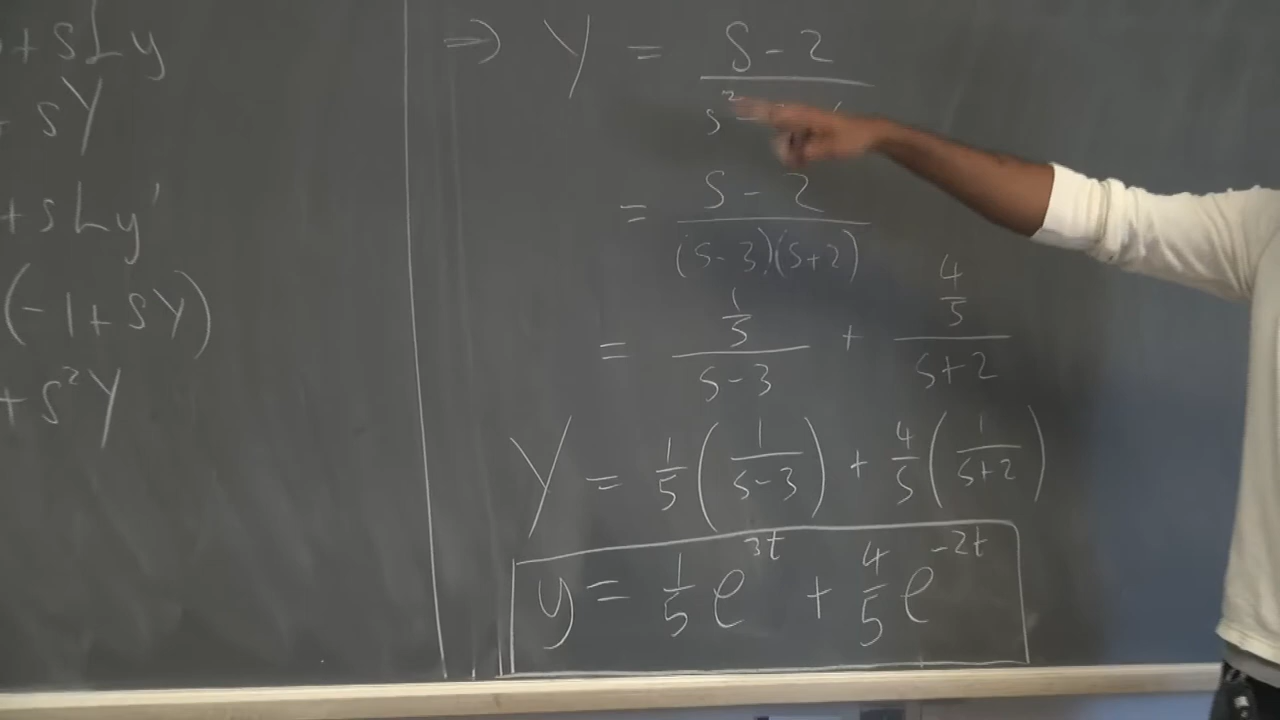 + sLy
sY
+ sLy'
(-1 + sY)
+ s²Y
⇒ Y = S - 2
s²
= S - 2
(s-3)(s+2)
= 1/5 + 4/5
s-3 s+2
Y = 1/5 (1/(s-3)) + 4/5 (1/(s+2))
y = 1/5 e^{3t} + 4/5 e^{-2t}